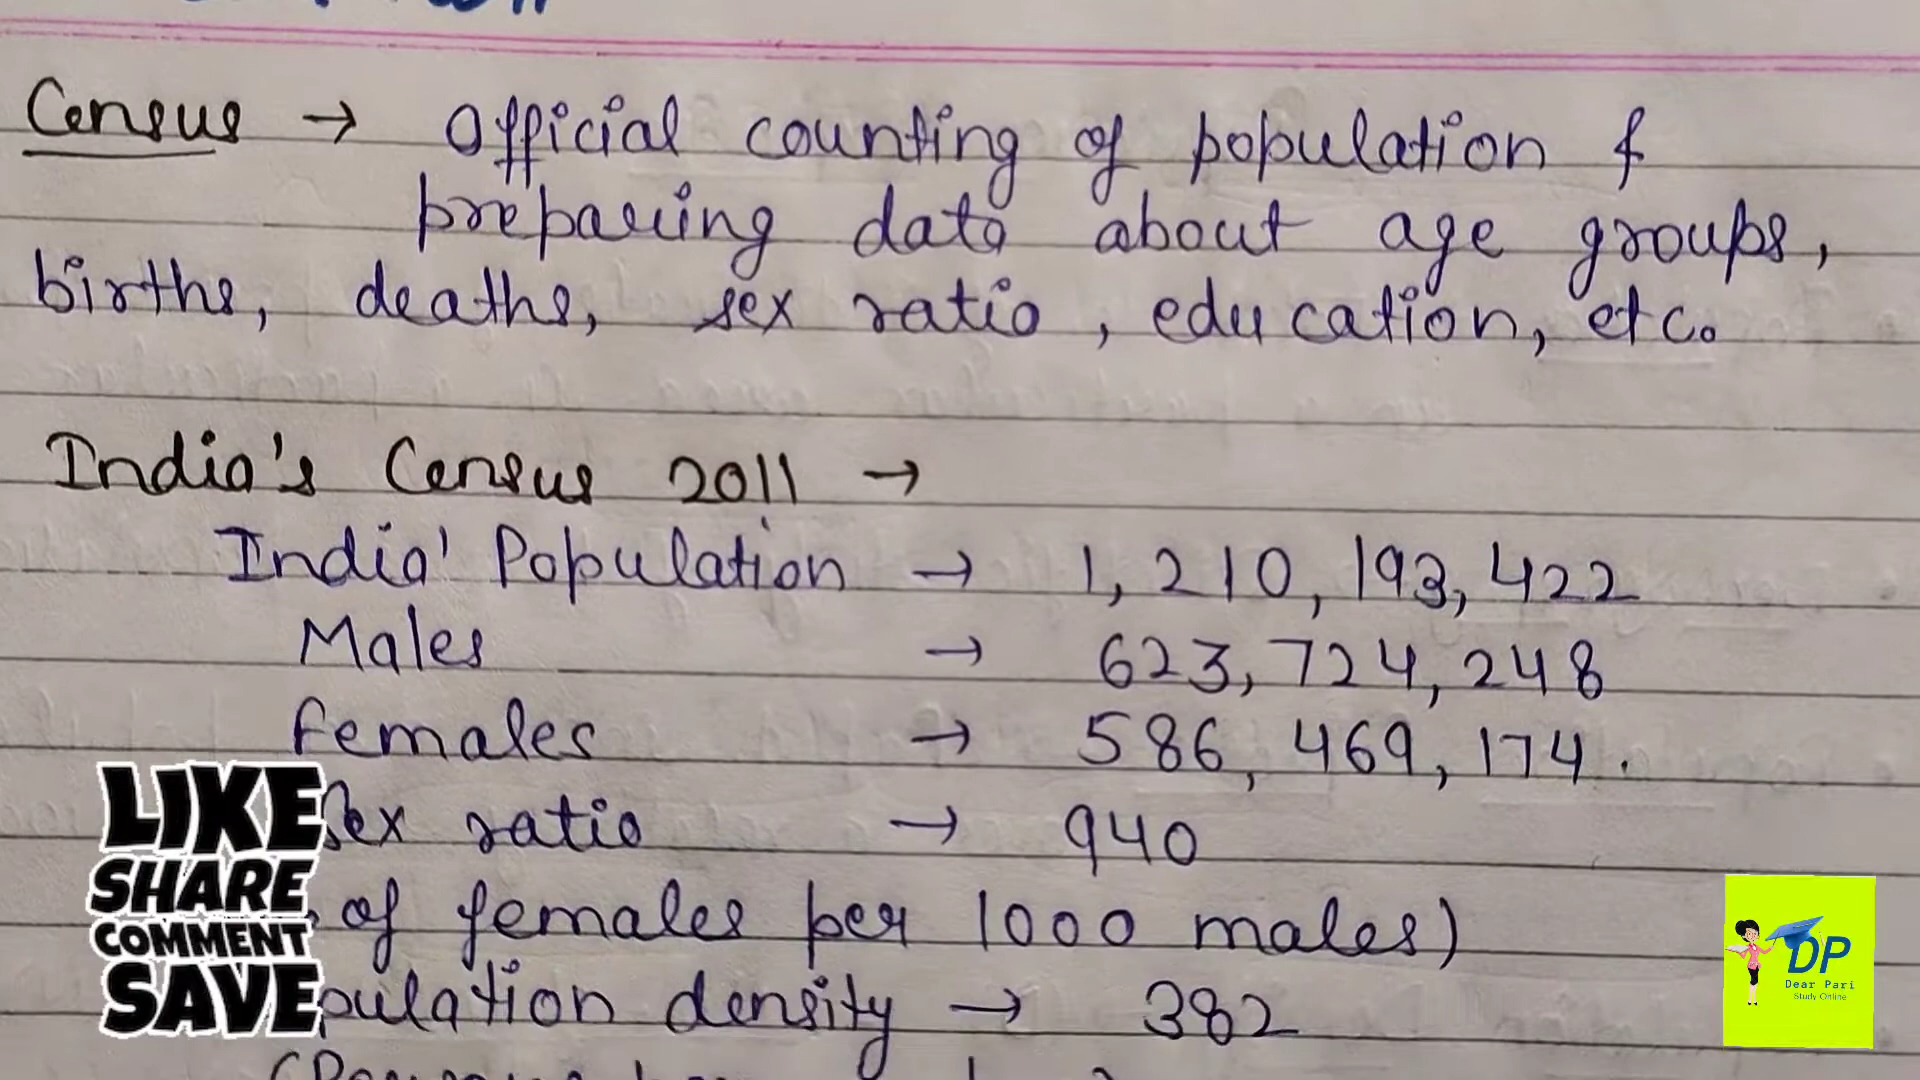 Census → Official counting of population &
preparing data about age groups,
births, deaths, sex ratio, education, etc.
India's Census 2011 →
India' Population → 1,210,193,422
Males → 623,724,248
Females → 586,469,174.
Sex ratio → 940
of females per 1000 males)
pulation density → 382
LIKE
SHARE
COMMENT
SAVE
DP
Dear Pari
Study Online